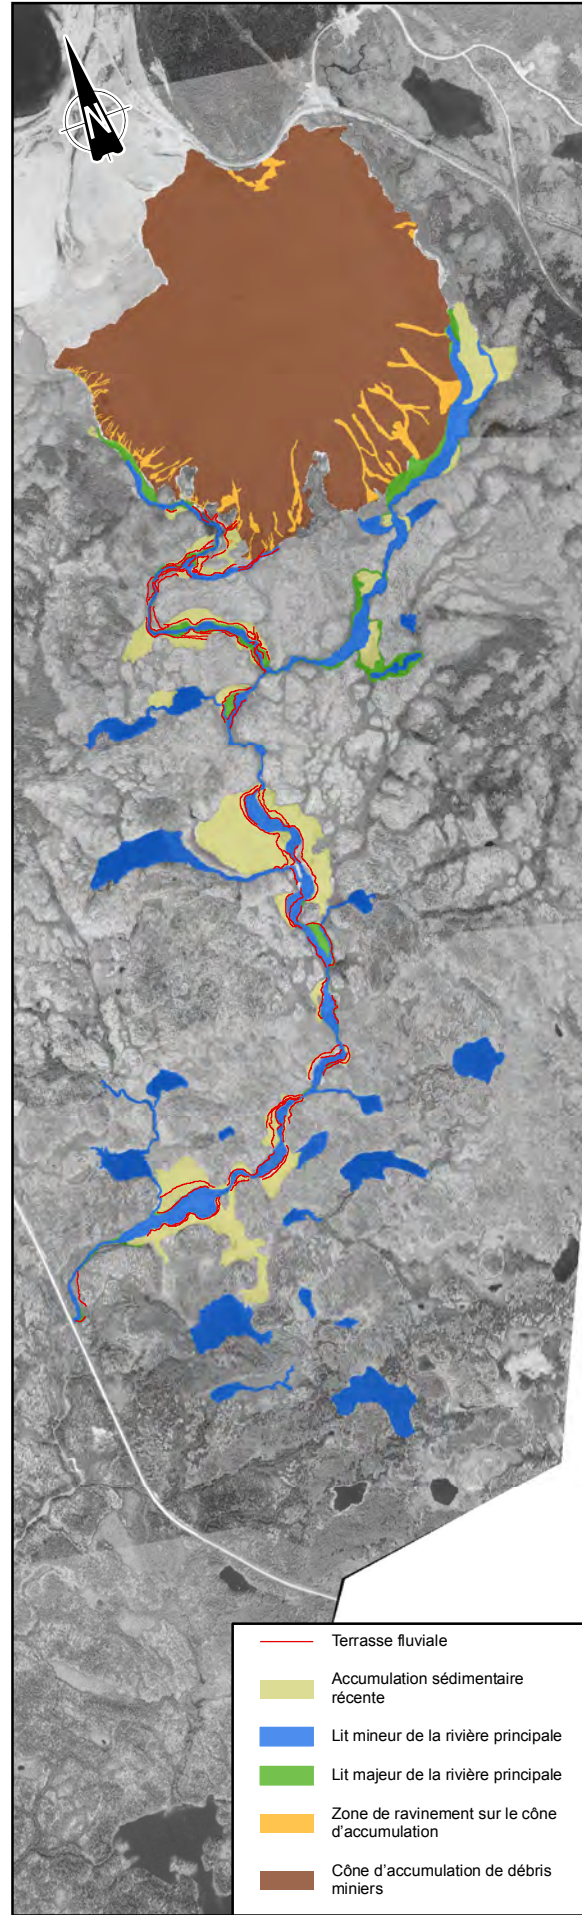 N
Terrasse fluviale
Accumulation sédimentaire
récente
Lit mineur de la rivière principale
Lit majeur de la rivière principale
Zone de ravinement sur le cône
d'accumulation
Cône d'accumulation de débris
miniers